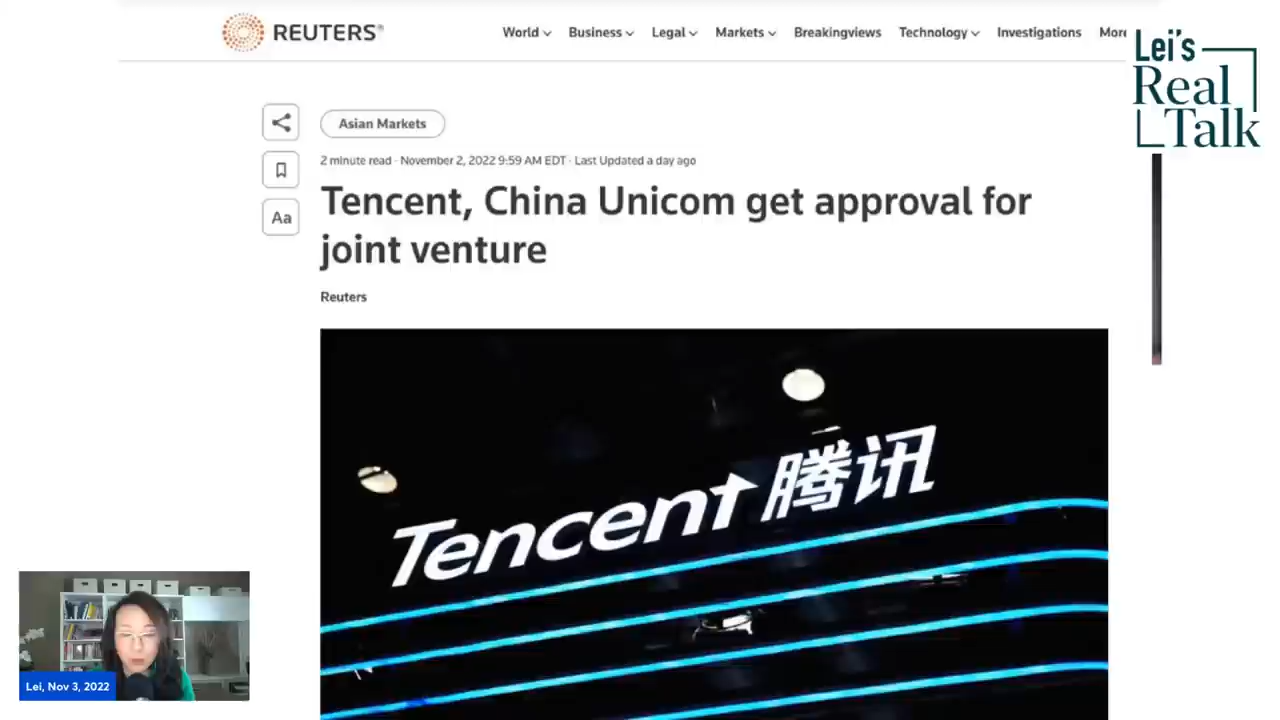 REUTERS®
World Business Legal Markets Breakingviews Technology Investigations More
Lei's
Real
Talk
Asian Markets
2 minute read · November 2, 2022 9:59 AM EDT · Last Updated a day ago
Aa
Tencent, China Unicom get approval for
joint venture
Reuters
Tencent 腾讯
Lei, Nov 3, 2022